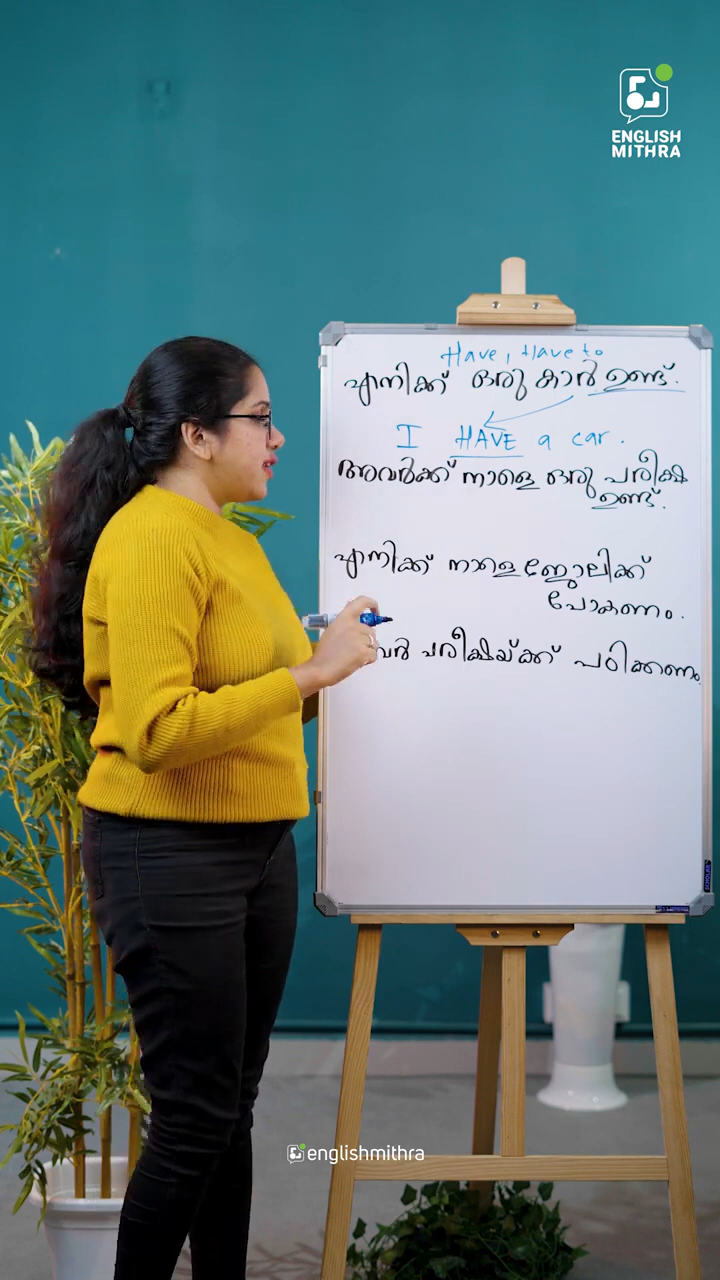 ENGLISH
MITHRA
Have, Have to
എനിക്ക് ഒരു കാർ ഉണ്ട്.
I HAVE a car.
അവർക്ക് നാളെ ഒരു പരീക്ഷ
ഉണ്ട്.
എനിക്ക് നാളെ ജോലിക്ക്
പോകണം.
പരീക്ഷയ്ക്ക് പഠിക്കണം.
englishmithra